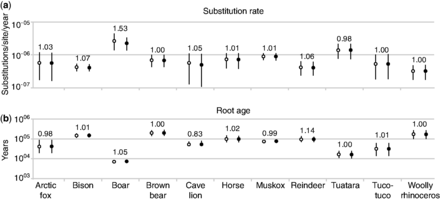 (a) Substitution rate
Substitutions/site/year
10-05
10-06
10-07
1.03 1.07 1.53 1.00 1.05 1.01 1.01 1.06 0.98 1.00 1.00
(b) Root age
Years
1006
1005
1004
1003
0.98 1.01 1.05 1.00 0.83 1.02 0.99 1.14 1.00 1.01 1.00
Arctic fox Bison Boar Brown bear Cave lion Horse Muskox Reindeer Tuatara Tuco-tuco Woolly rhinoceros